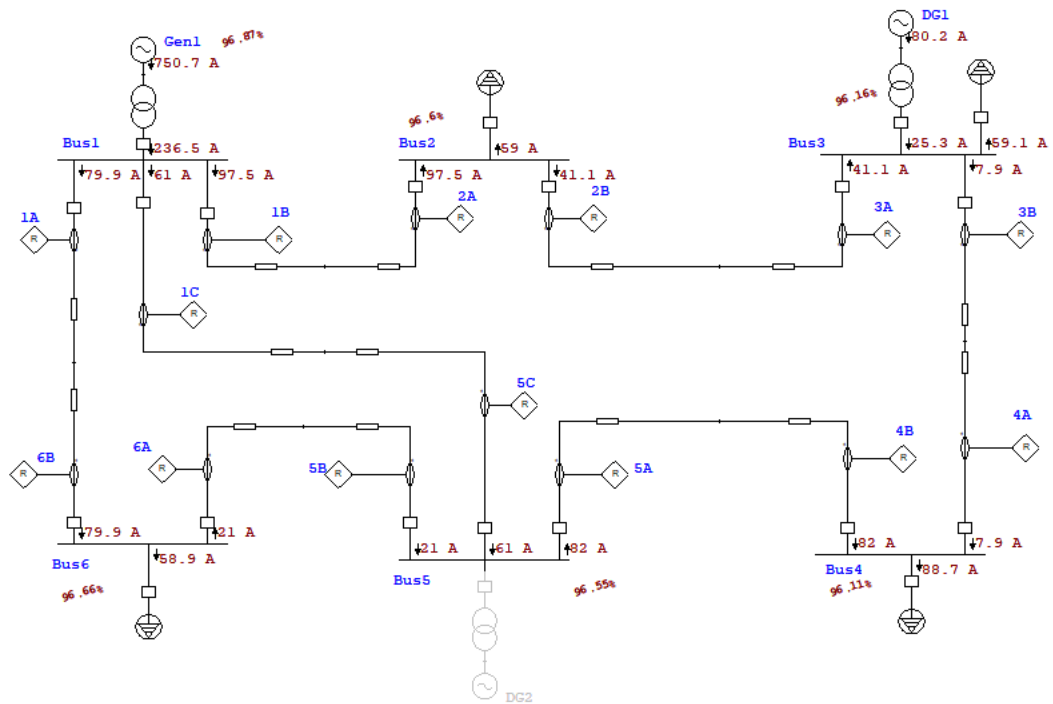 DG1
Gen1
96.87%
80.2 A
750.7 A
96.16%
96.6%
Bus1
236.5 A
Bus2
59 A
Bus3
25.3 A
59.1 A
79.9 A
61 A
97.5 A
97.5 A
41.1 A
41.1 A
7.9 A
1A
R
1B
R
2A
R
2B
R
3A
R
3B
R
1C
R
5C
R
6B
R
6A
R
5B
R
5A
R
4B
R
4A
R
79.9 A
21 A
21 A
61 A
82 A
82 A
7.9 A
Bus6
58.9 A
Bus5
Bus4
88.7 A
96.66%
96.55%
96.11%
DG2